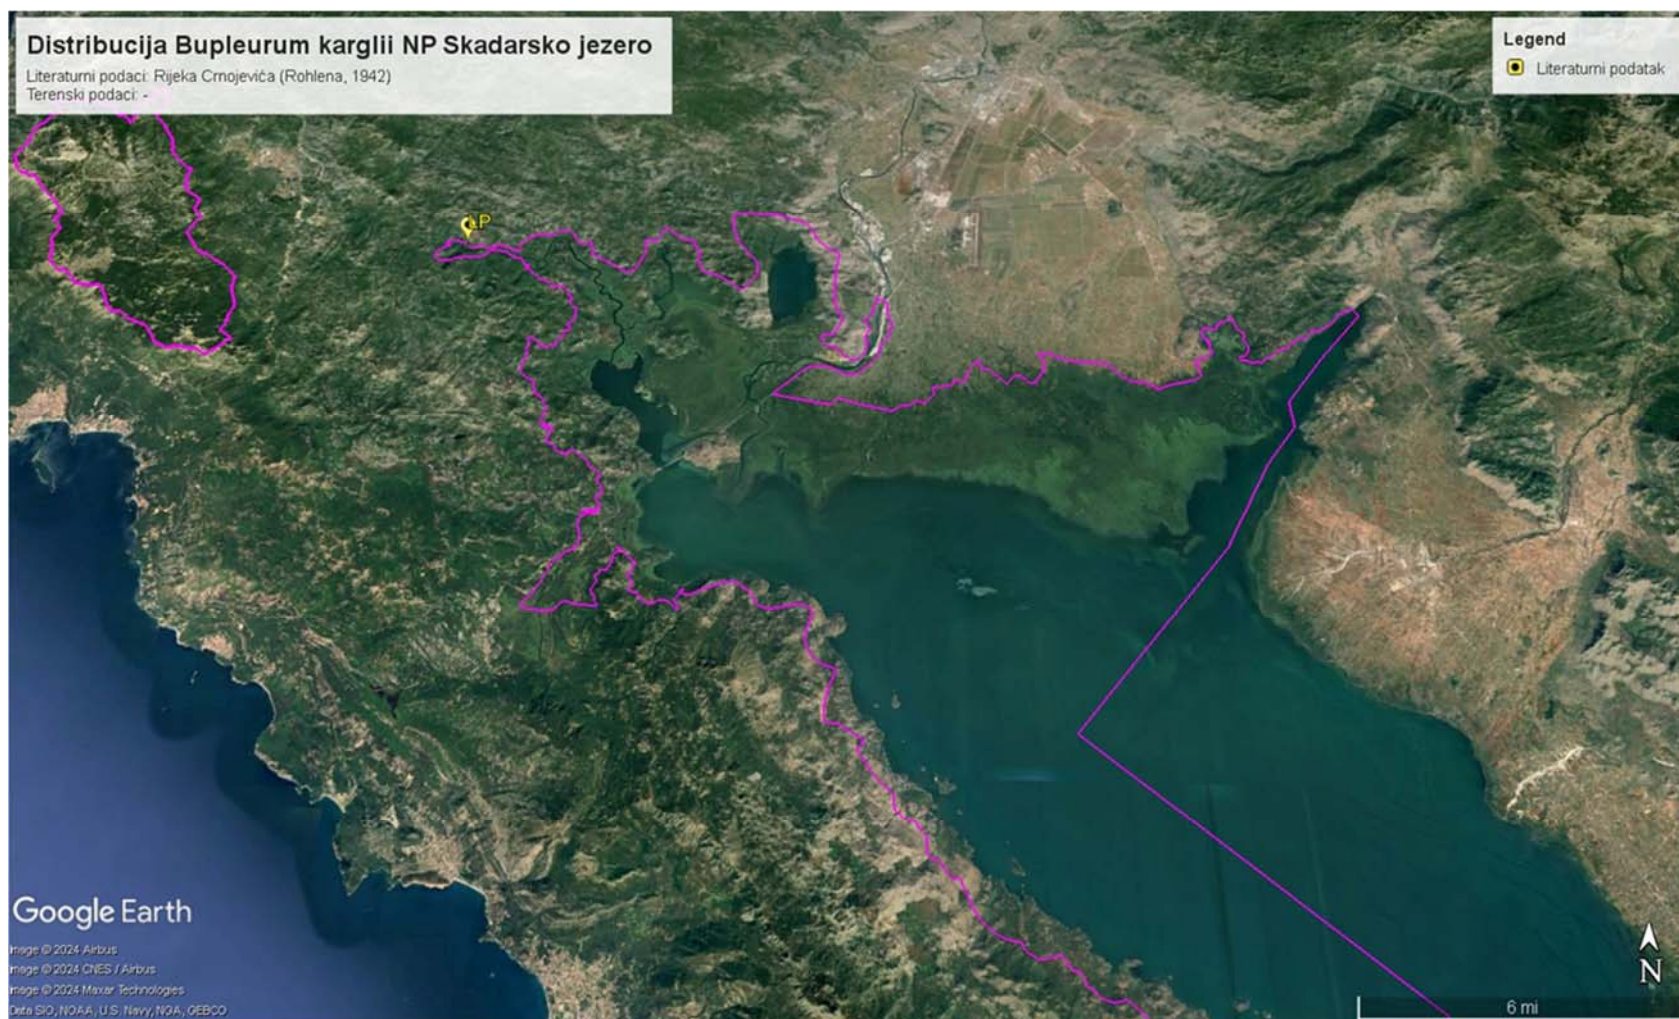 Distribucija Bupleurum karglii NP Skadarsko jezero
Literaturni podaci: Rijeka Crnojevića (Rohlena, 1942)
Terenski podaci: -
Legend
Literaturni podatak
LP
Google Earth
Image © 2024 Airbus
Image © 2024 CNES / Airbus
Image © 2024 Maxar Technologies
Data SIO, NOAA, U.S. Navy, NGA, GEBCO
N
6 mi